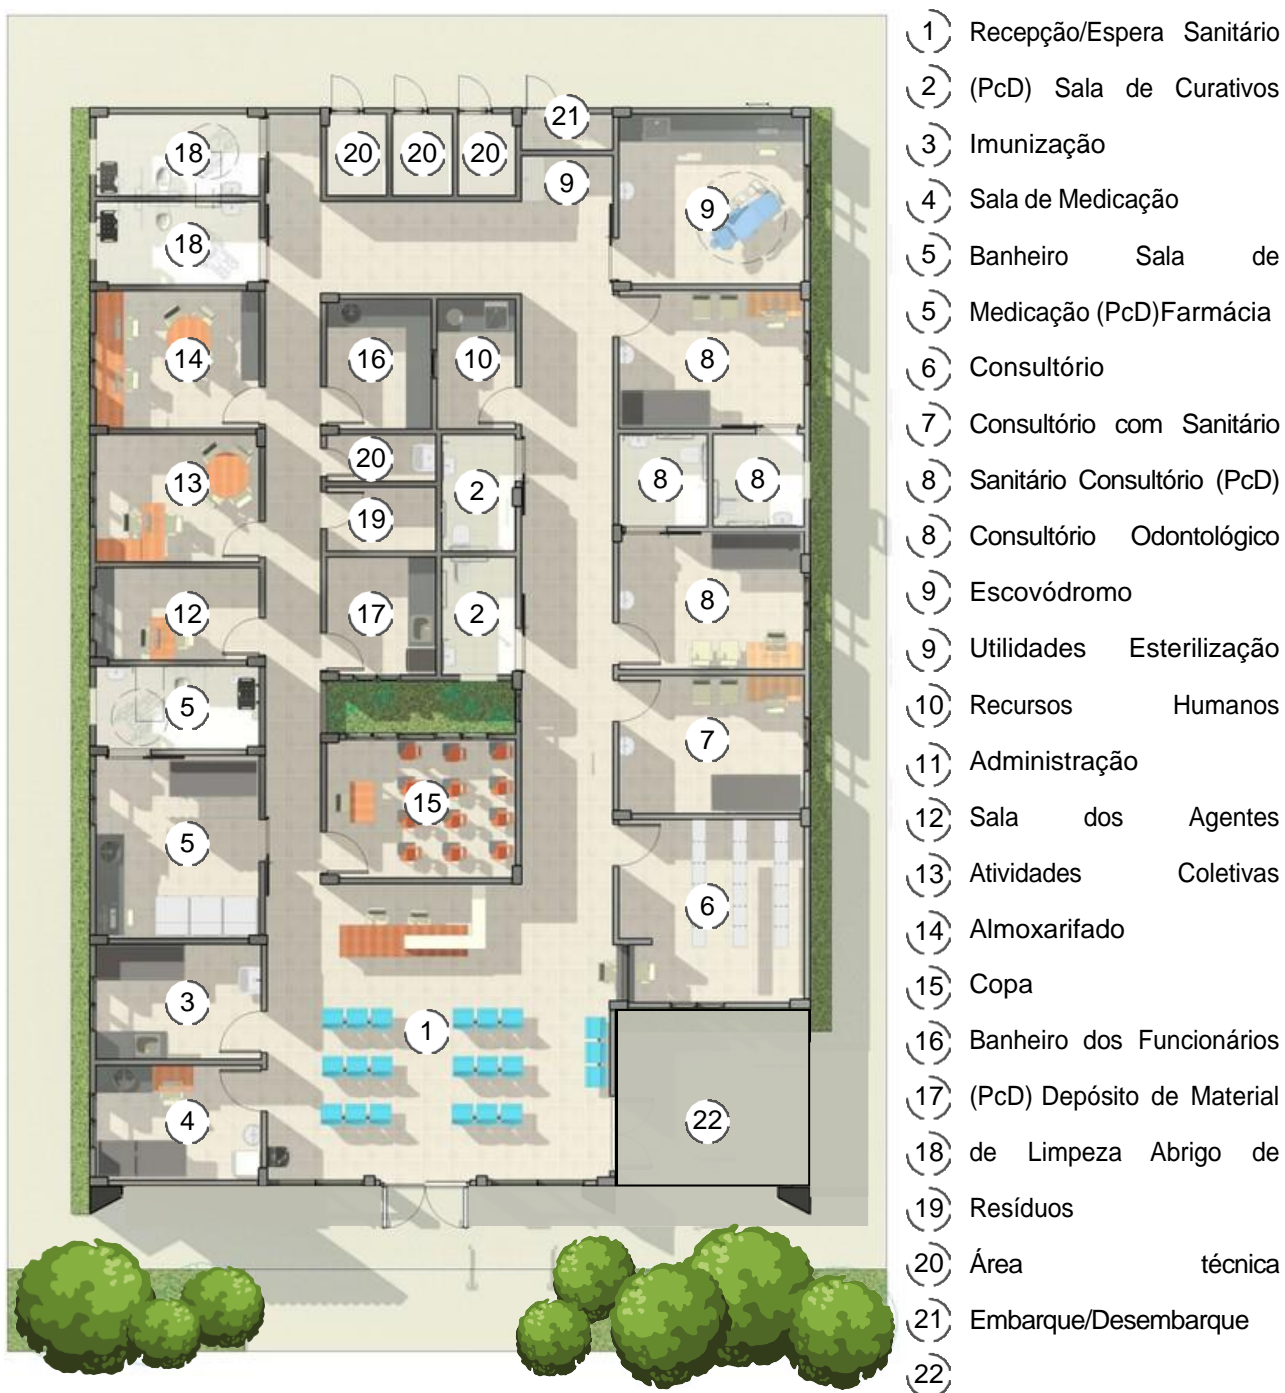 21
20 20 20
18
9
9
18
14
16
10
8
20
13
2
8
8
19
12
17
2
8
5
7
15
5
6
3
1
4
22
1 Recepção/Espera Sanitário
2 (PcD) Sala de Curativos
3 Imunização
4 Sala de Medicação
5 Banheiro Sala de
5 Medicação (PcD)Farmácia
6 Consultório
7 Consultório com Sanitário
8 Sanitário Consultório (PcD)
8 Consultório Odontológico
9 Escovódromo
9 Utilidades Esterilização
10 Recursos Humanos
11 Administração
12 Sala dos Agentes
13 Atividades Coletivas
14 Almoxarifado
15 Copa
16 Banheiro dos Funcionários
17 (PcD) Depósito de Material
18 de Limpeza Abrigo de
19 Resíduos
20 Área técnica
21 Embarque/Desembarque
22